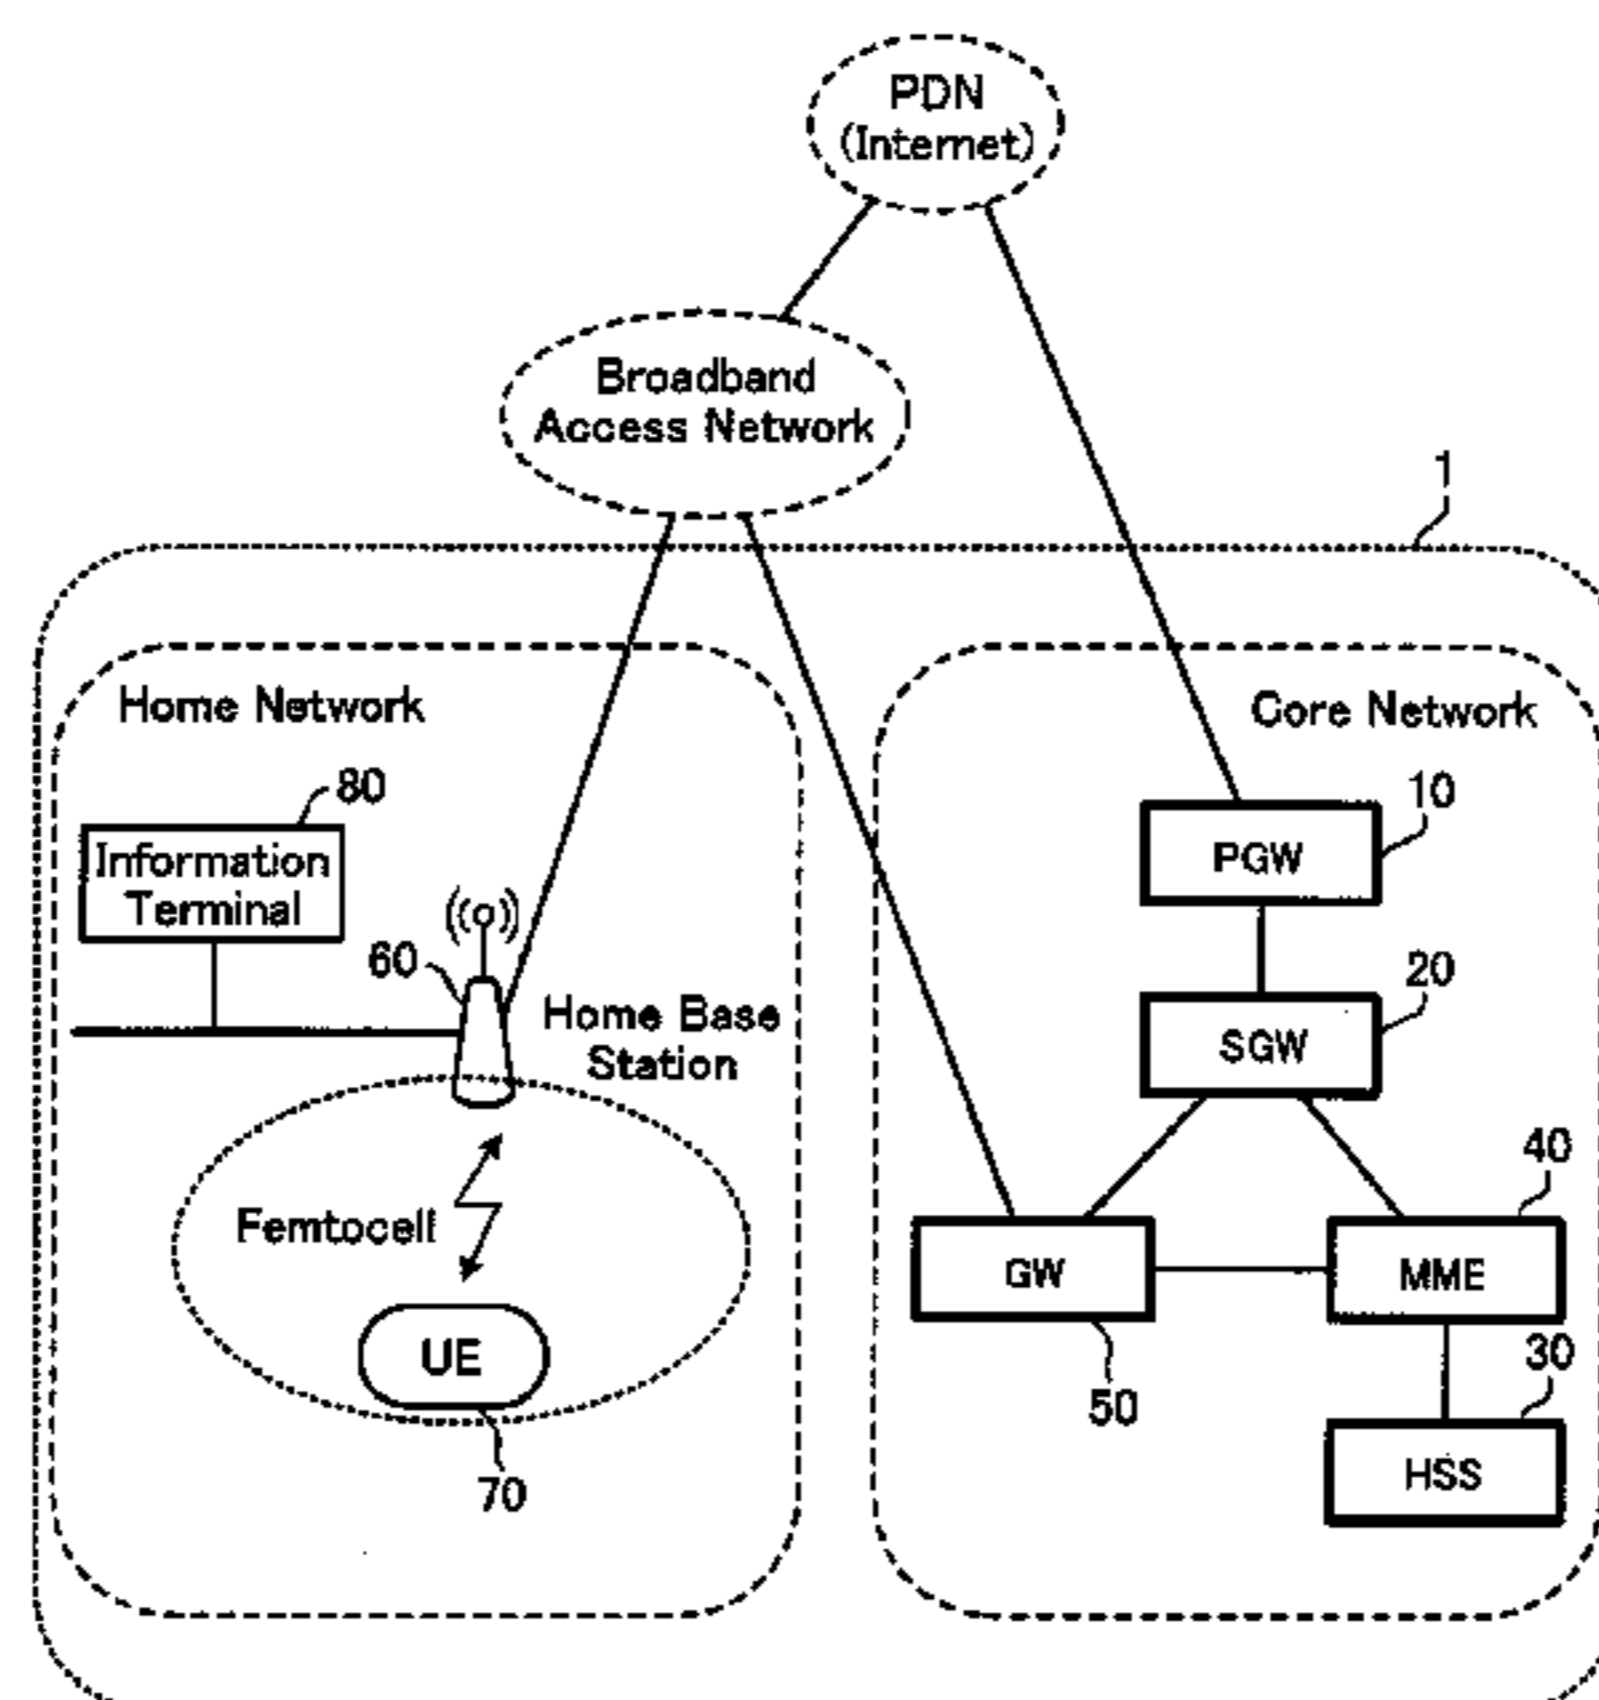 PDN
(Internet)
Broadband
Access Network
1
Home Network
Core Network
80
Information
Terminal
10
PGW
60
Home Base
Station
20
SGW
Femtocell
40
GW
MME
UE
50
30
HSS
70